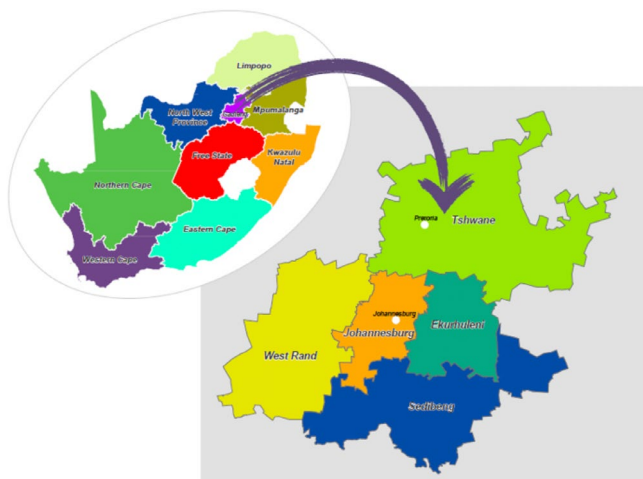 Limpopo
North West
Province
Gauteng
Mpumalanga
Free State
Kwazulu
Natal
Northern Cape
Eastern Cape
Western Cape
Pretoria
Tshwane
Johannesburg
Johannesburg
Ekurhuleni
West Rand
Sedibeng